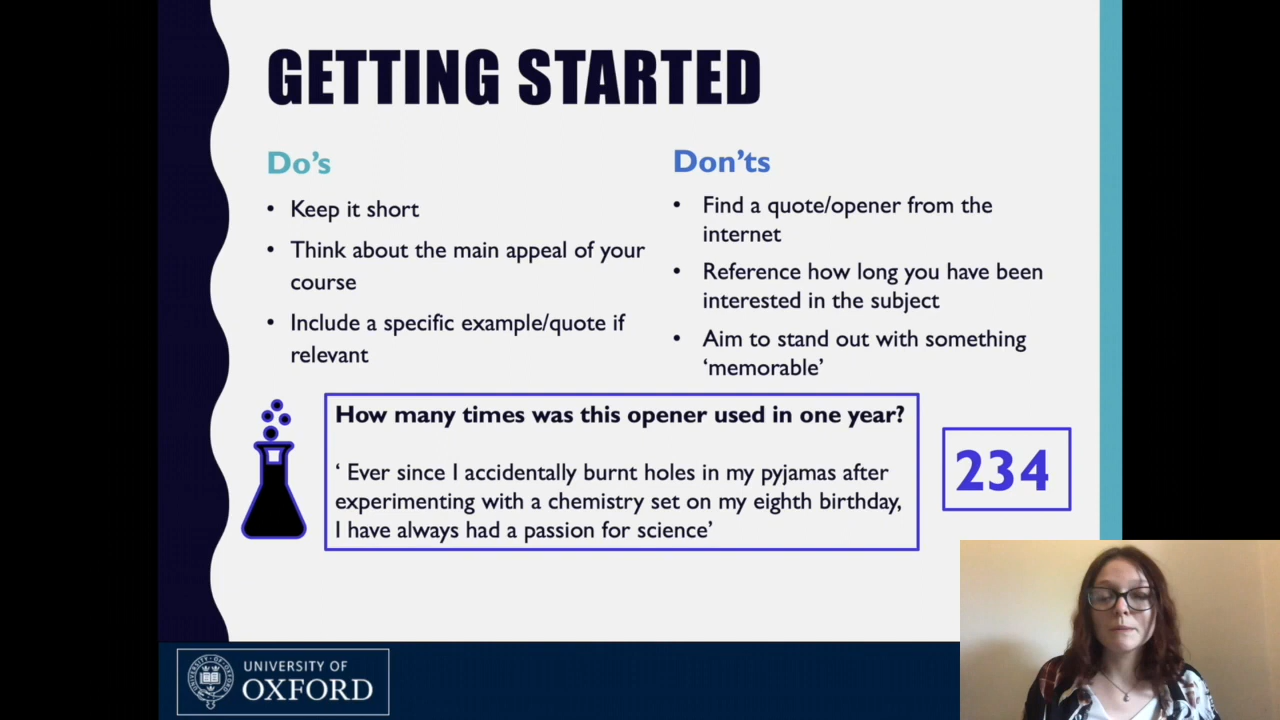 GETTING STARTED
Do's
• Keep it short
• Think about the main appeal of your
course
• Include a specific example/quote if
relevant
Don'ts
• Find a quote/opener from the
internet
• Reference how long you have been
interested in the subject
• Aim to stand out with something
‘memorable’
How many times was this opener used in one year?
‘ Ever since I accidentally burnt holes in my pyjamas after
experimenting with a chemistry set on my eighth birthday,
I have always had a passion for science’
234
UNIVERSITY OF
OXFORD